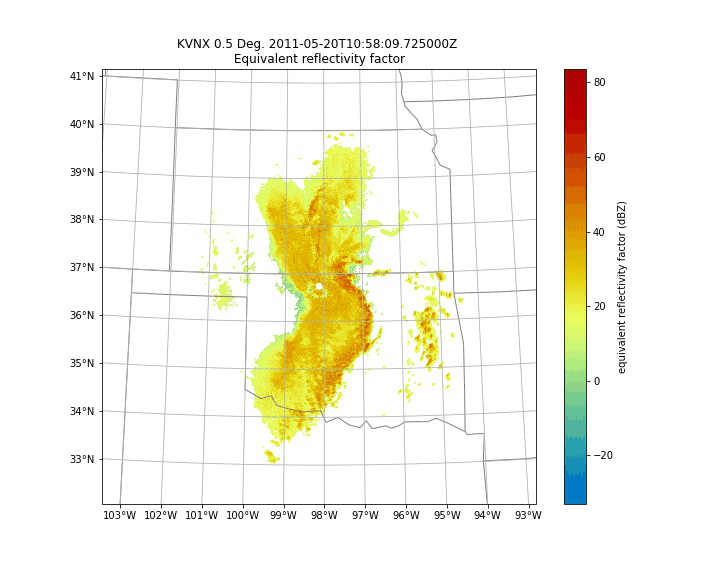 KVNX 0.5 Deg. 2011-05-20T10:58:09.725000Z
Equivalent reflectivity factor
41°N
40°N
39°N
38°N
37°N
36°N
35°N
34°N
33°N
103°W 102°W 101°W 100°W 99°W 98°W 97°W 96°W 95°W 94°W 93°W
80
60
40
20
0
−20
equivalent reflectivity factor (dBZ)